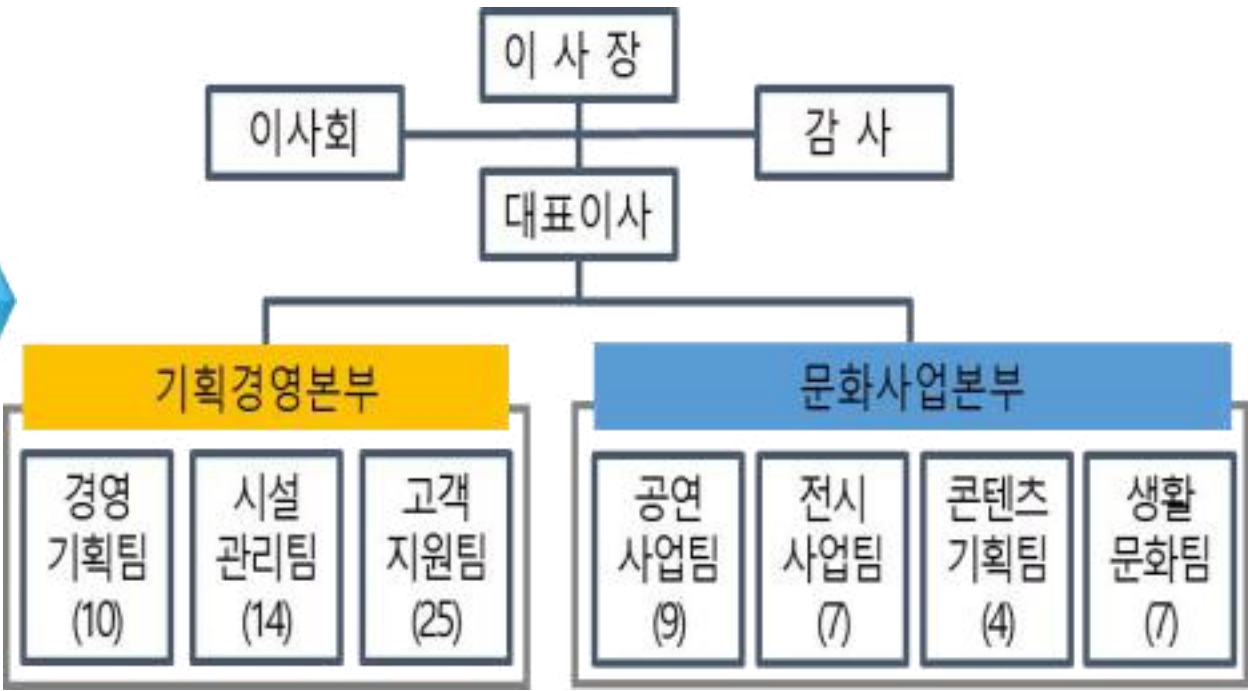 이 사 장
이사회
감 사
대표이사
기획경영본부
문화사업본부
경영
기획팀
(10)
시설
관리팀
(14)
고객
지원팀
(25)
공연
사업팀
(9)
전시
사업팀
(7)
콘텐츠
기획팀
(4)
생활
문화팀
(7)